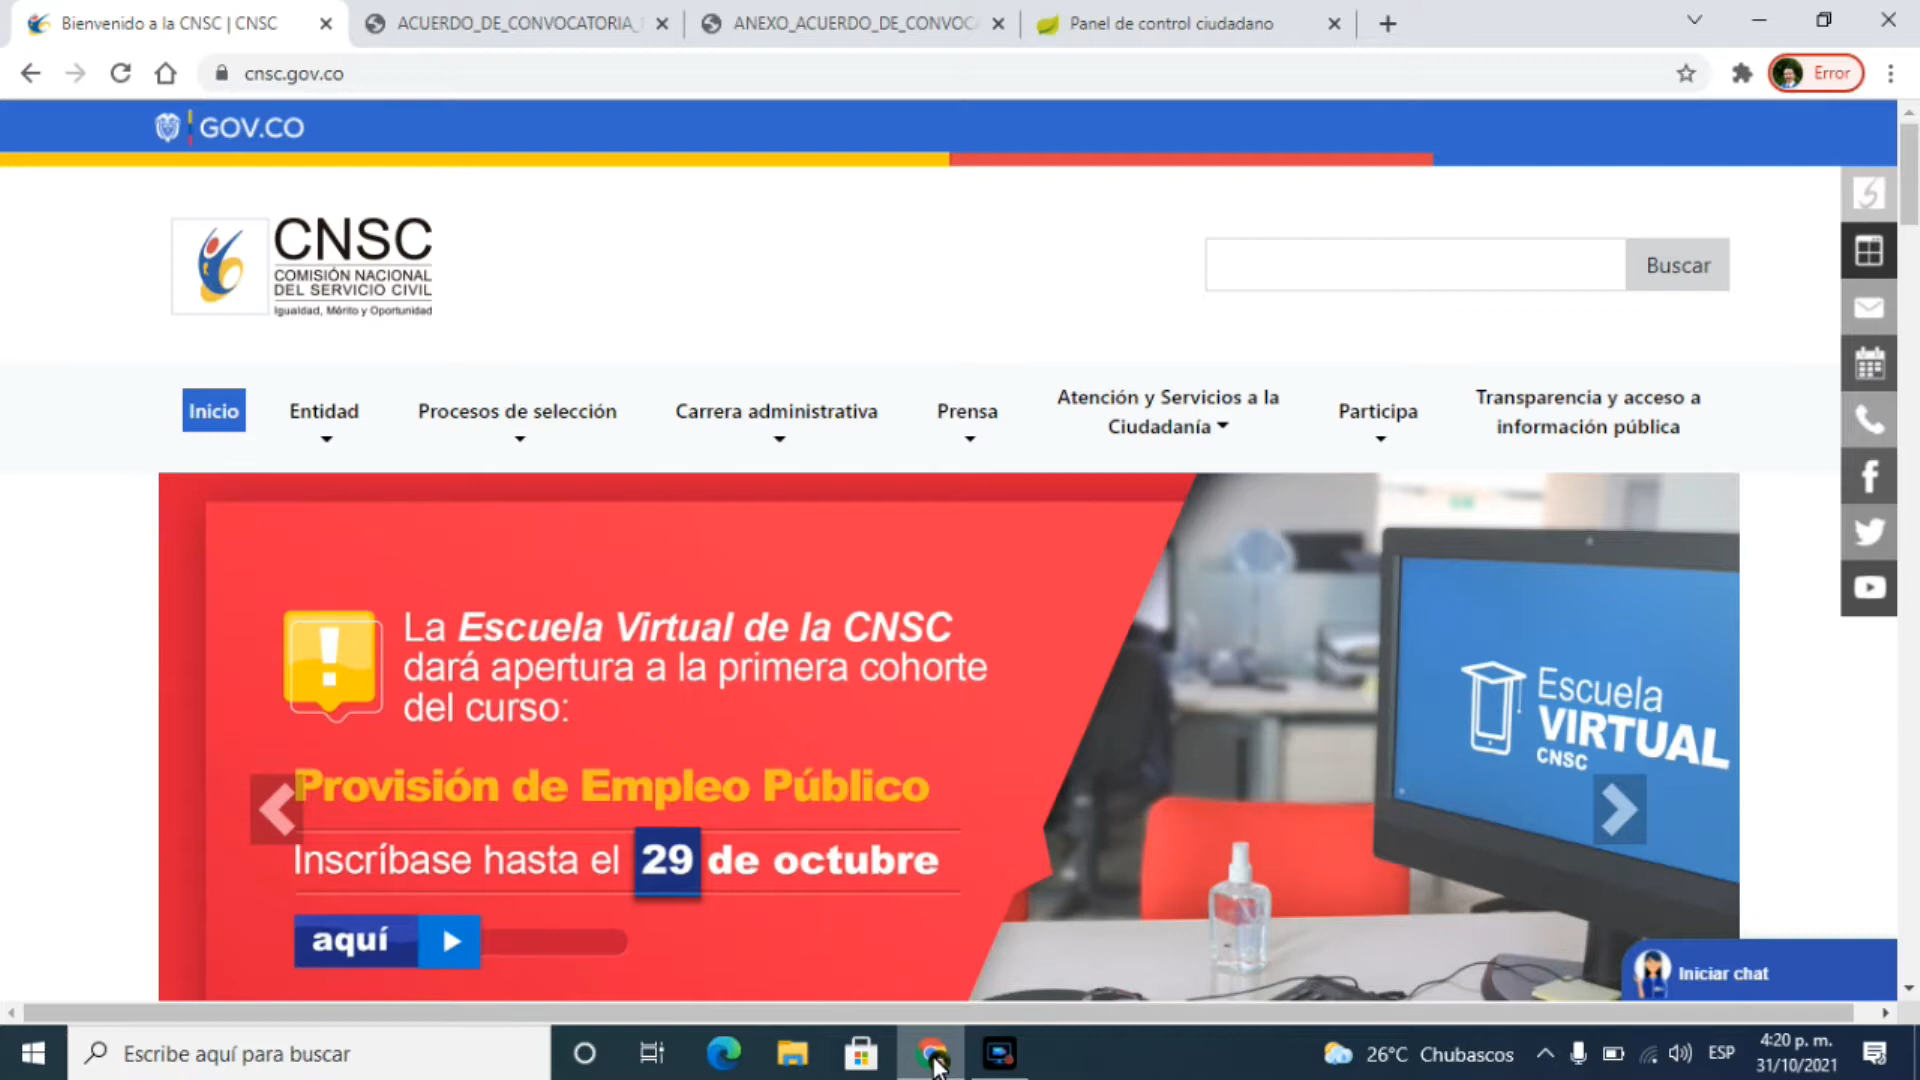 Bienvenido a la CNSC | CNSC
ACUERDO_DE_CONVOCATORIA_
ANEXO_ACUERDO_DE_CONVOC
Panel de control ciudadano
cnsc.gov.co
Error
GOV.CO
CNSC
COMISIÓN NACIONAL
DEL SERVICIO CIVIL
Igualdad, Mérito y Oportunidad
Buscar
Inicio
Entidad
Procesos de selección
Carrera administrativa
Prensa
Atención y Servicios a la
Ciudadanía
Participa
Transparencia y acceso a
información pública
La Escuela Virtual de la CNSC
dará apertura a la primera cohorte
del curso:
Provisión de Empleo Público
Inscríbase hasta el 29 de octubre
aquí
Escuela
VIRTUAL
CNSC
Iniciar chat
Escribe aquí para buscar
26°C Chubascos
ESP
4:20 p. m.
31/10/2021